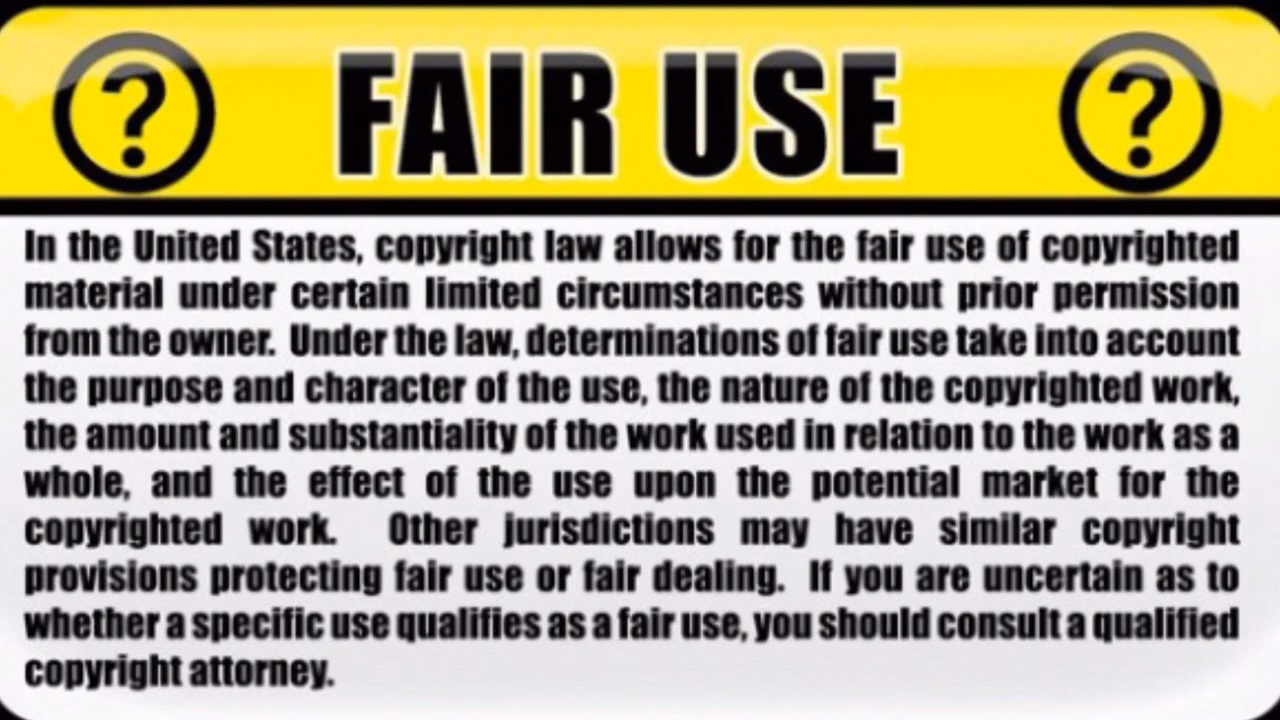 ? FAIR USE ?
In the United States, copyright law allows for the fair use of copyrighted
material under certain limited circumstances without prior permission
from the owner. Under the law, determinations of fair use take into account
the purpose and character of the use, the nature of the copyrighted work,
the amount and substantiality of the work used in relation to the work as a
whole, and the effect of the use upon the potential market for the
copyrighted work. Other jurisdictions may have similar copyright
provisions protecting fair use or fair dealing. If you are uncertain as to
whether a specific use qualifies as a fair use, you should consult a qualified
copyright attorney.